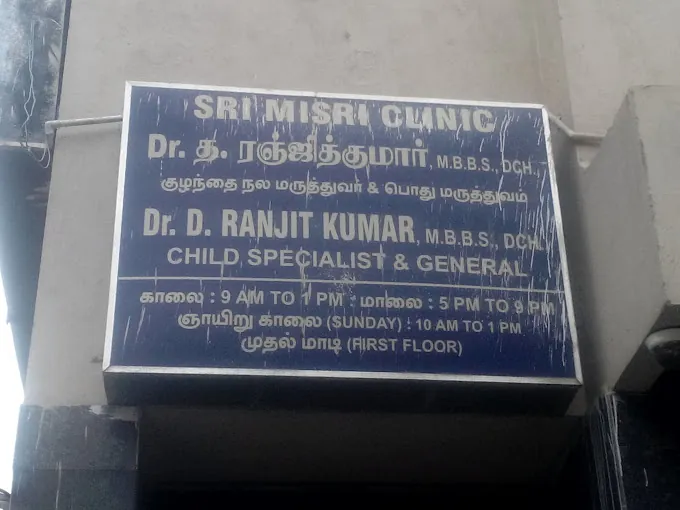 SRI MISRI CLINIC
Dr. த. ரஞ்ஜித்குமார், M.B.B.S., DCH.,
குழந்தை நல மருத்துவர் & பொது மருத்துவம்
Dr. D. RANJIT KUMAR, M.B.B.S., DCH.
CHILD SPECIALIST & GENERAL
காலை : 9 AM TO 1 PM - மாலை : 5 PM TO 9 PM
ஞாயிறு காலை (SUNDAY) : 10 AM TO 1 PM
முதல் மாடி (FIRST FLOOR)